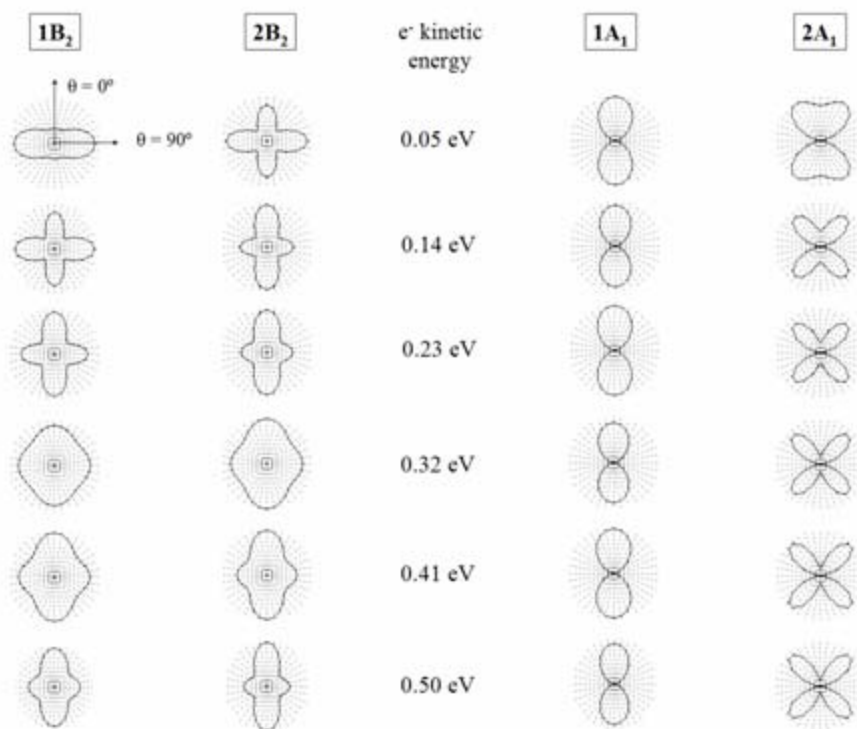 1B₂ 2B₂ e⁻ kinetic energy 1A₁ 2A₁
θ = 0º
θ = 90º
0.05 eV
0.14 eV
0.23 eV
0.32 eV
0.41 eV
0.50 eV